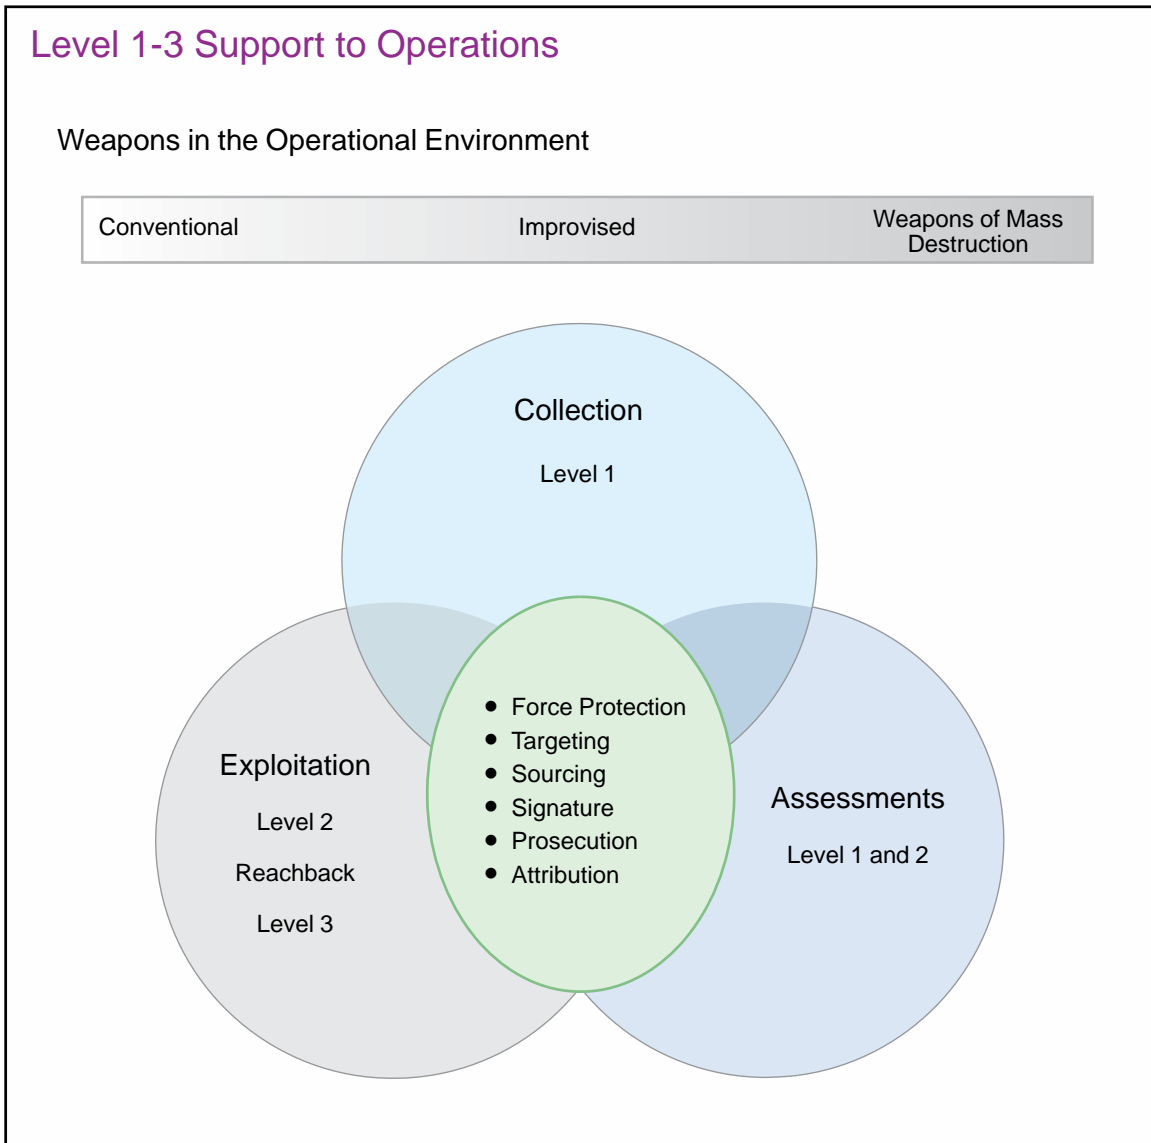 Level 1-3 Support to Operations
Weapons in the Operational Environment
Conventional
Improvised
Weapons of Mass
Destruction
Collection
Level 1
Exploitation
Level 2
Reachback
Level 3
● Force Protection
● Targeting
● Sourcing
● Signature
● Prosecution
● Attribution
Assessments
Level 1 and 2